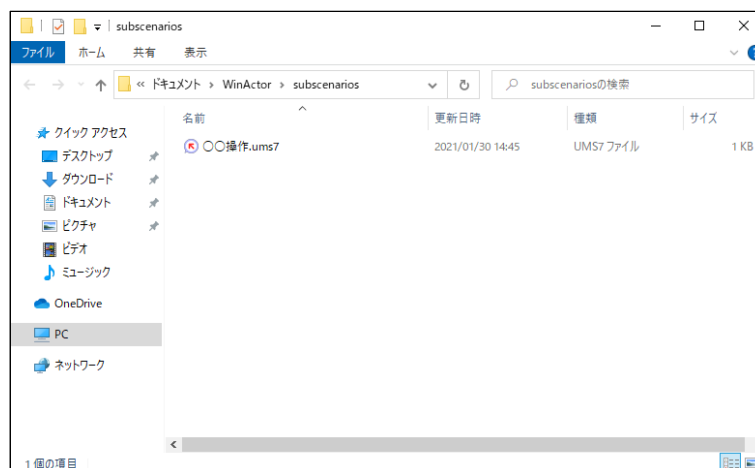 subscenarios
ファイル ホーム 共有 表示
« ドキュメント › WinActor › subscenarios
subscenariosの検索
名前 更新日時 種類 サイズ
〇〇操作.ums7 2021/01/30 14:45 UMS7 ファイル 1 KB
クイック アクセス
デスクトップ
ダウンロード
ドキュメント
ピクチャ
ビデオ
ミュージック
OneDrive
PC
ネットワーク
1 個の項目